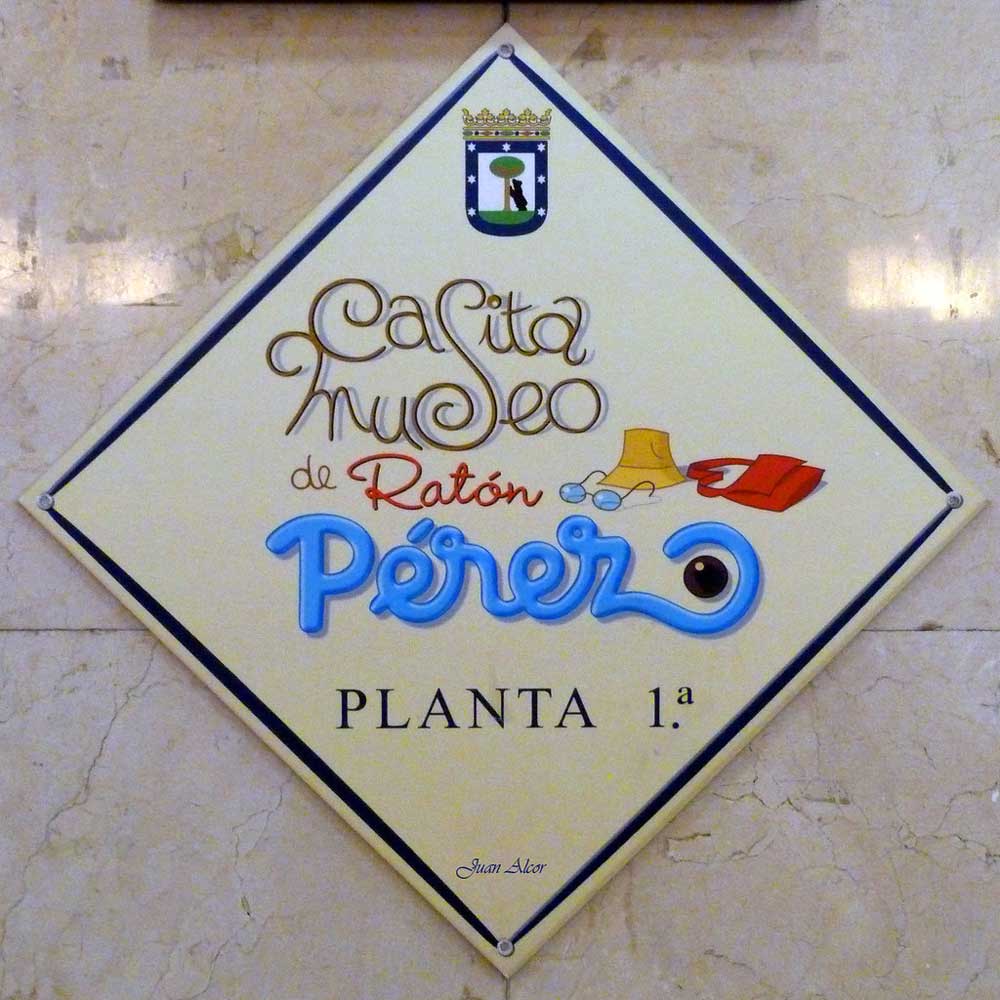 Casita
museo
de Ratón
Pérez
PLANTA 1.ª
Juan Alcor